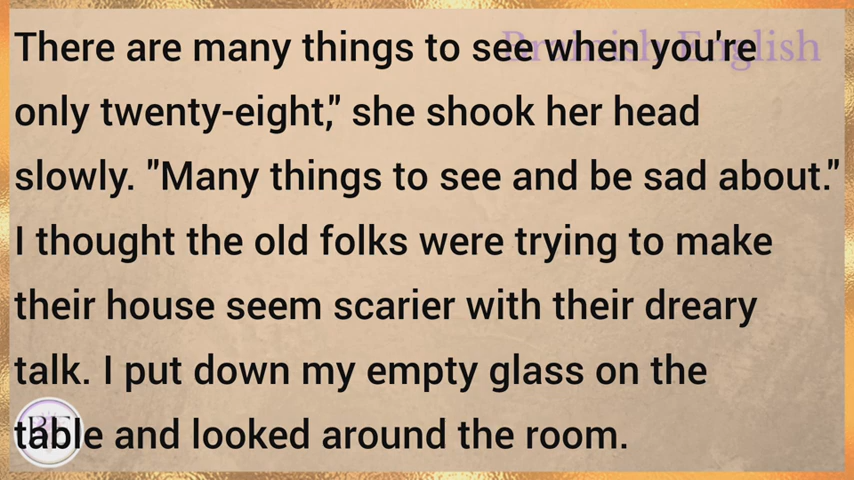 There are many things to see when you're
only twenty-eight," she shook her head
slowly. "Many things to see and be sad about."
I thought the old folks were trying to make
their house seem scarier with their dreary
talk. I put down my empty glass on the
table and looked around the room.